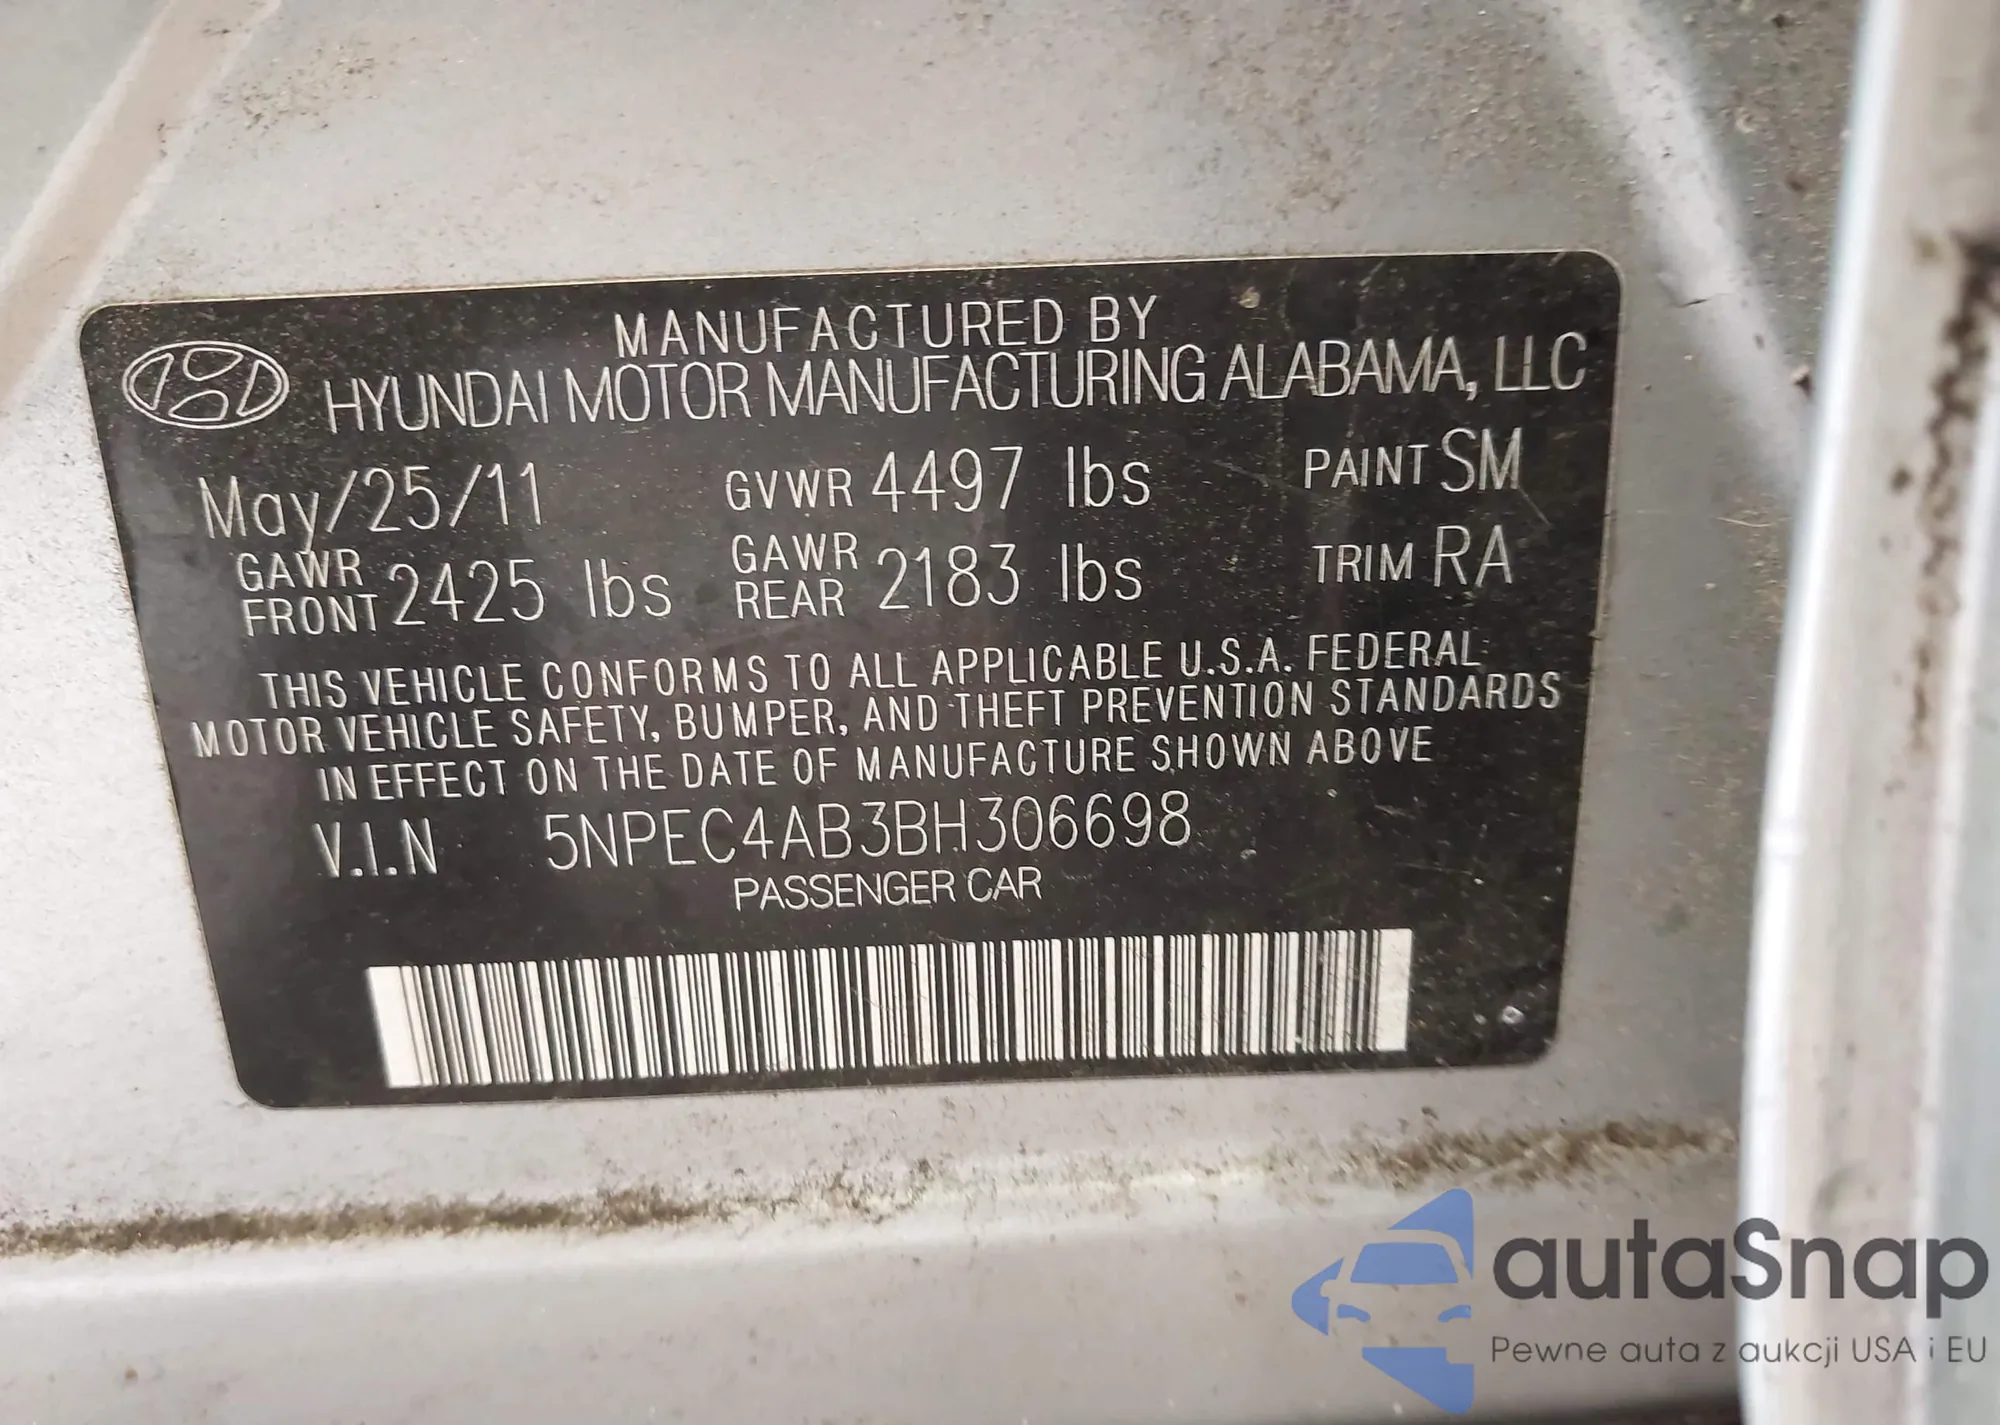 MANUFACTURED BY
HYUNDAI MOTOR MANUFACTURING ALABAMA, LLC
May/25/11 GVWR 4497 lbs PAINT SM
GAWR FRONT 2425 lbs GAWR REAR 2183 lbs TRIM RA
THIS VEHICLE CONFORMS TO ALL APPLICABLE U.S.A. FEDERAL
MOTOR VEHICLE SAFETY, BUMPER, AND THEFT PREVENTION STANDARDS
IN EFFECT ON THE DATE OF MANUFACTURE SHOWN ABOVE
V.I.N 5NPEC4AB3BH306698
PASSENGER CAR
autaSnap
Pewne auta z aukcji USA i EU